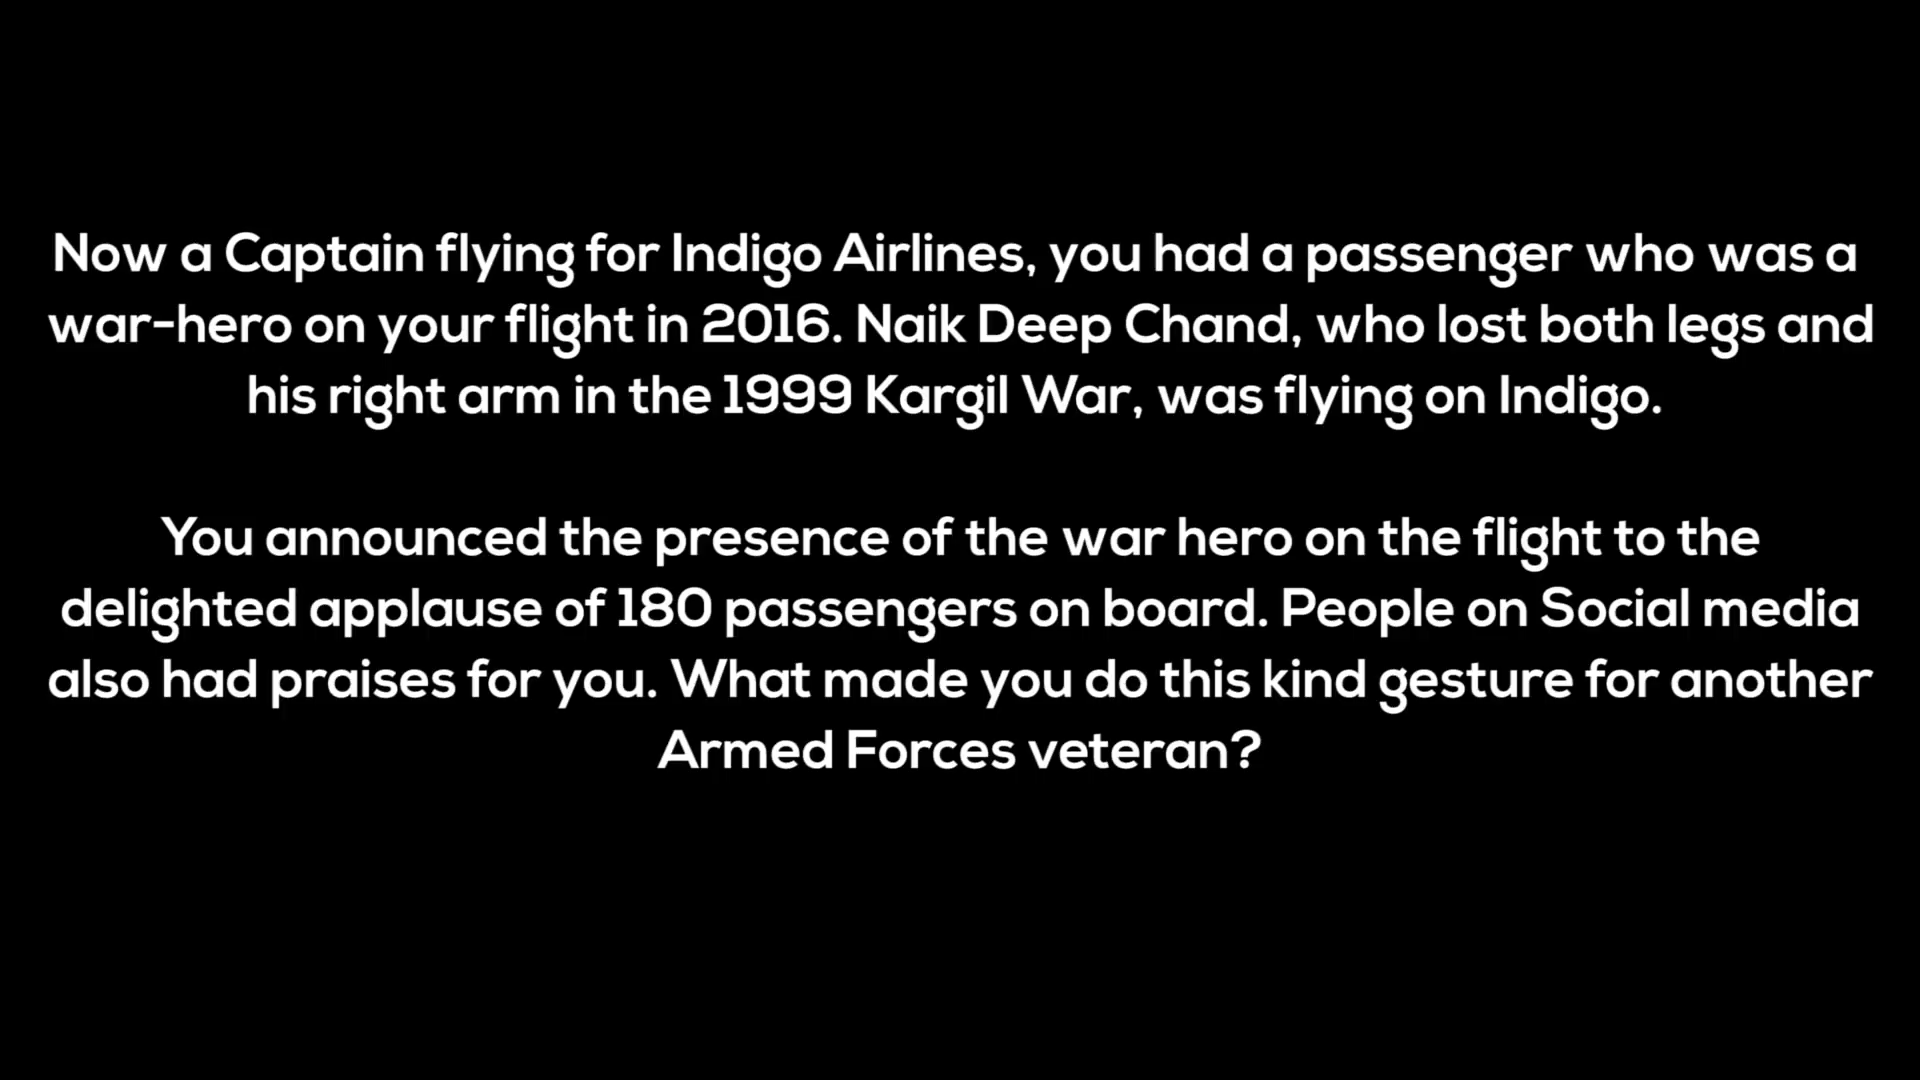 Now a Captain flying for Indigo Airlines, you had a passenger who was a
war-hero on your flight in 2016. Naik Deep Chand, who lost both legs and
his right arm in the 1999 Kargil War, was flying on Indigo.
You announced the presence of the war hero on the flight to the
delighted applause of 180 passengers on board. People on Social media
also had praises for you. What made you do this kind gesture for another
Armed Forces veteran?